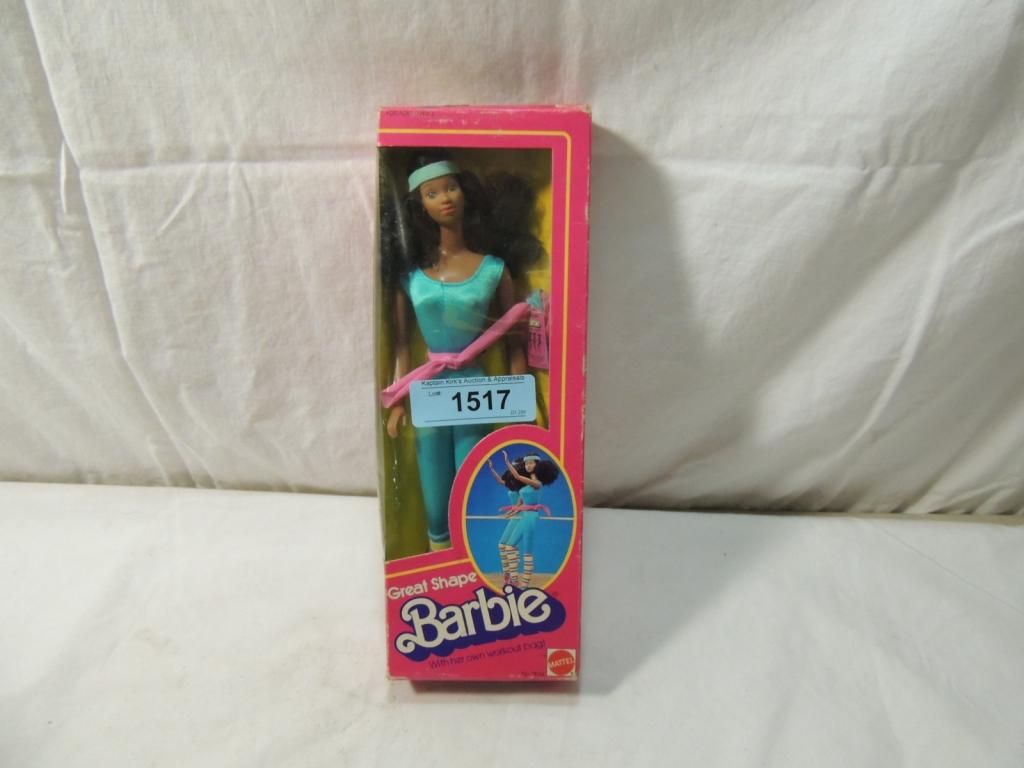 Kaptain Kirk's Auction & Appraisals
Lot#:
1517
Great Shape
Barbie®
With her own workout bag!
MATTEL